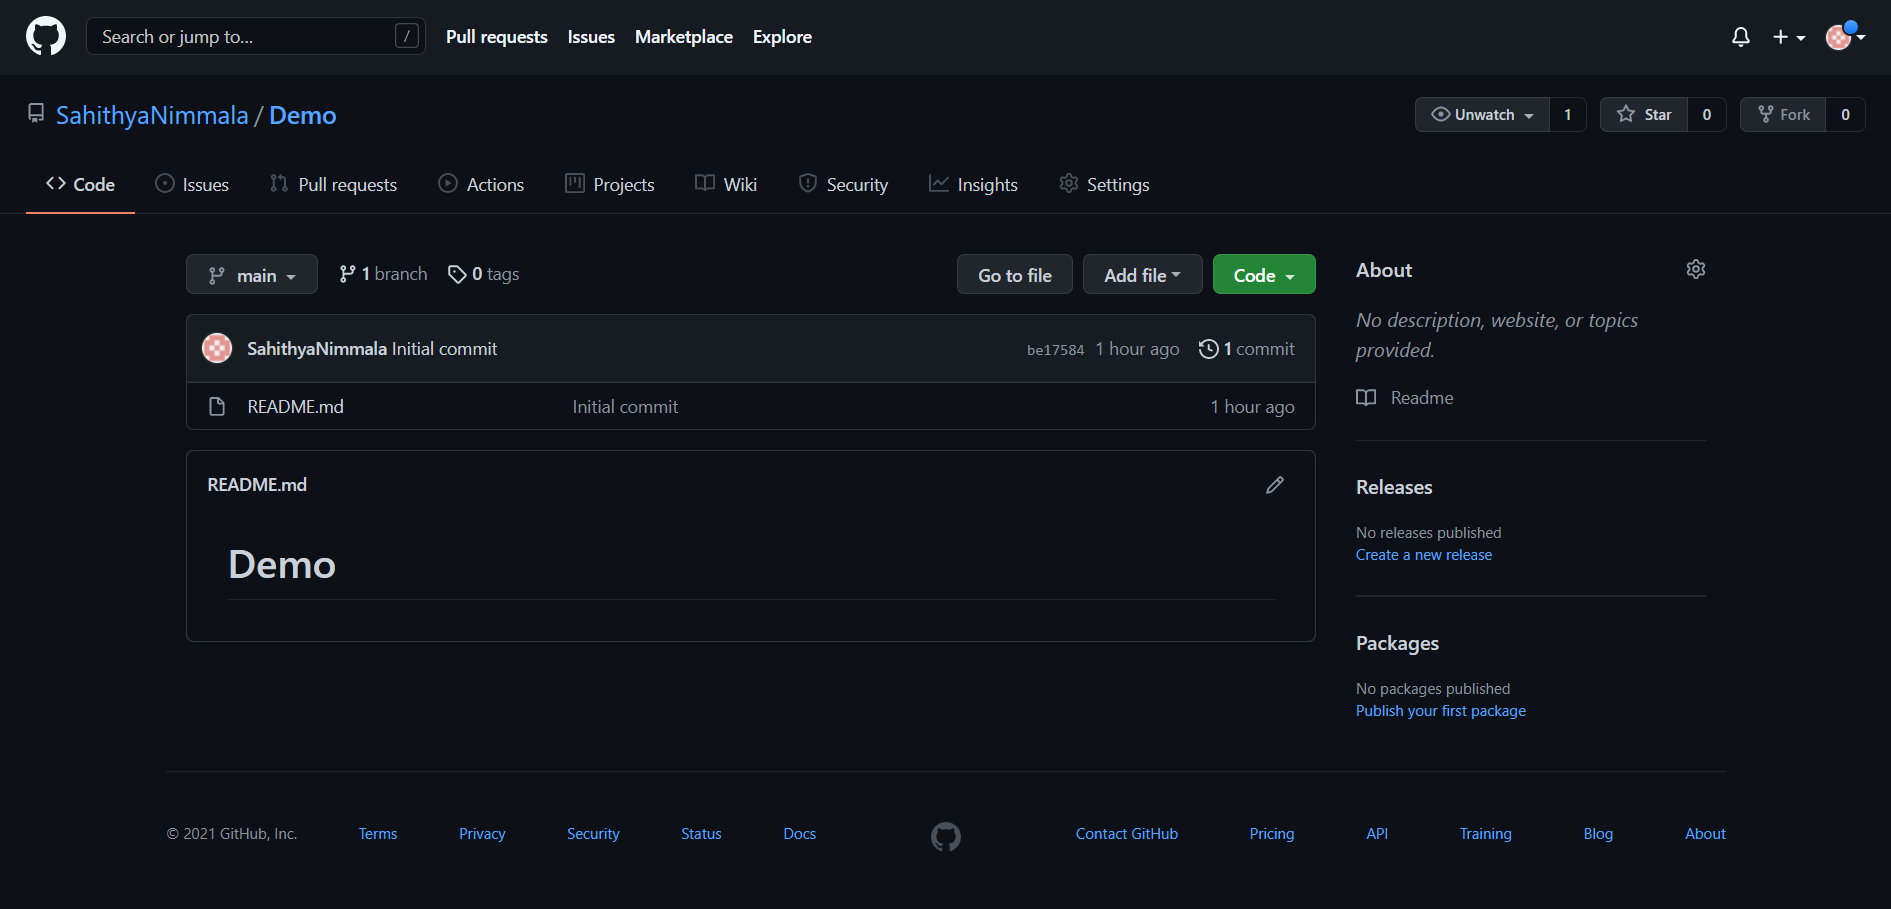 Search or jump to... /
Pull requests Issues Marketplace Explore
SahithyaNimmala / Demo
Unwatch 1 Star 0 Fork 0
Code Issues Pull requests Actions Projects Wiki Security Insights Settings
main 1 branch 0 tags Go to file Add file Code
SahithyaNimmala Initial commit be17584 1 hour ago 1 commit
README.md Initial commit 1 hour ago
README.md
Demo
About
No description, website, or topics
provided.
Readme
Releases
No releases published
Create a new release
Packages
No packages published
Publish your first package
© 2021 GitHub, Inc. Terms Privacy Security Status Docs Contact GitHub Pricing API Training Blog About